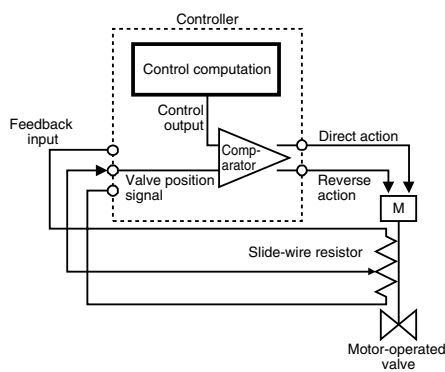 Controller
Control computation
Control
output
Feedback
input
Comp-
arator
Direct action
Valve position
signal
Reverse
action
M
Slide-wire resistor
Motor-operated
valve